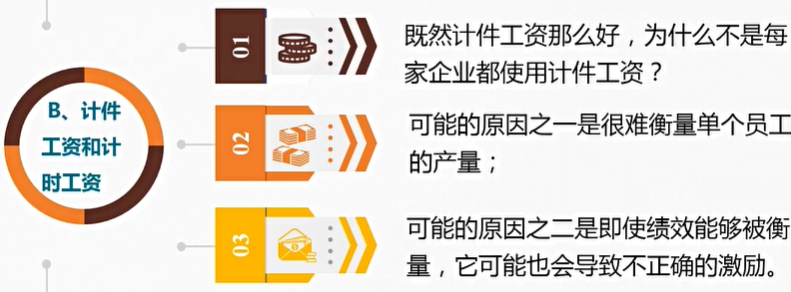 B、计件
工资和计
时工资
01
既然计件工资那么好，为什么不是每
家企业都使用计件工资？
02
可能的原因之一是很难衡量单个员工
的产量；
03
可能的原因之二是即使绩效能够被衡
量，它可能也会导致不正确的激励。